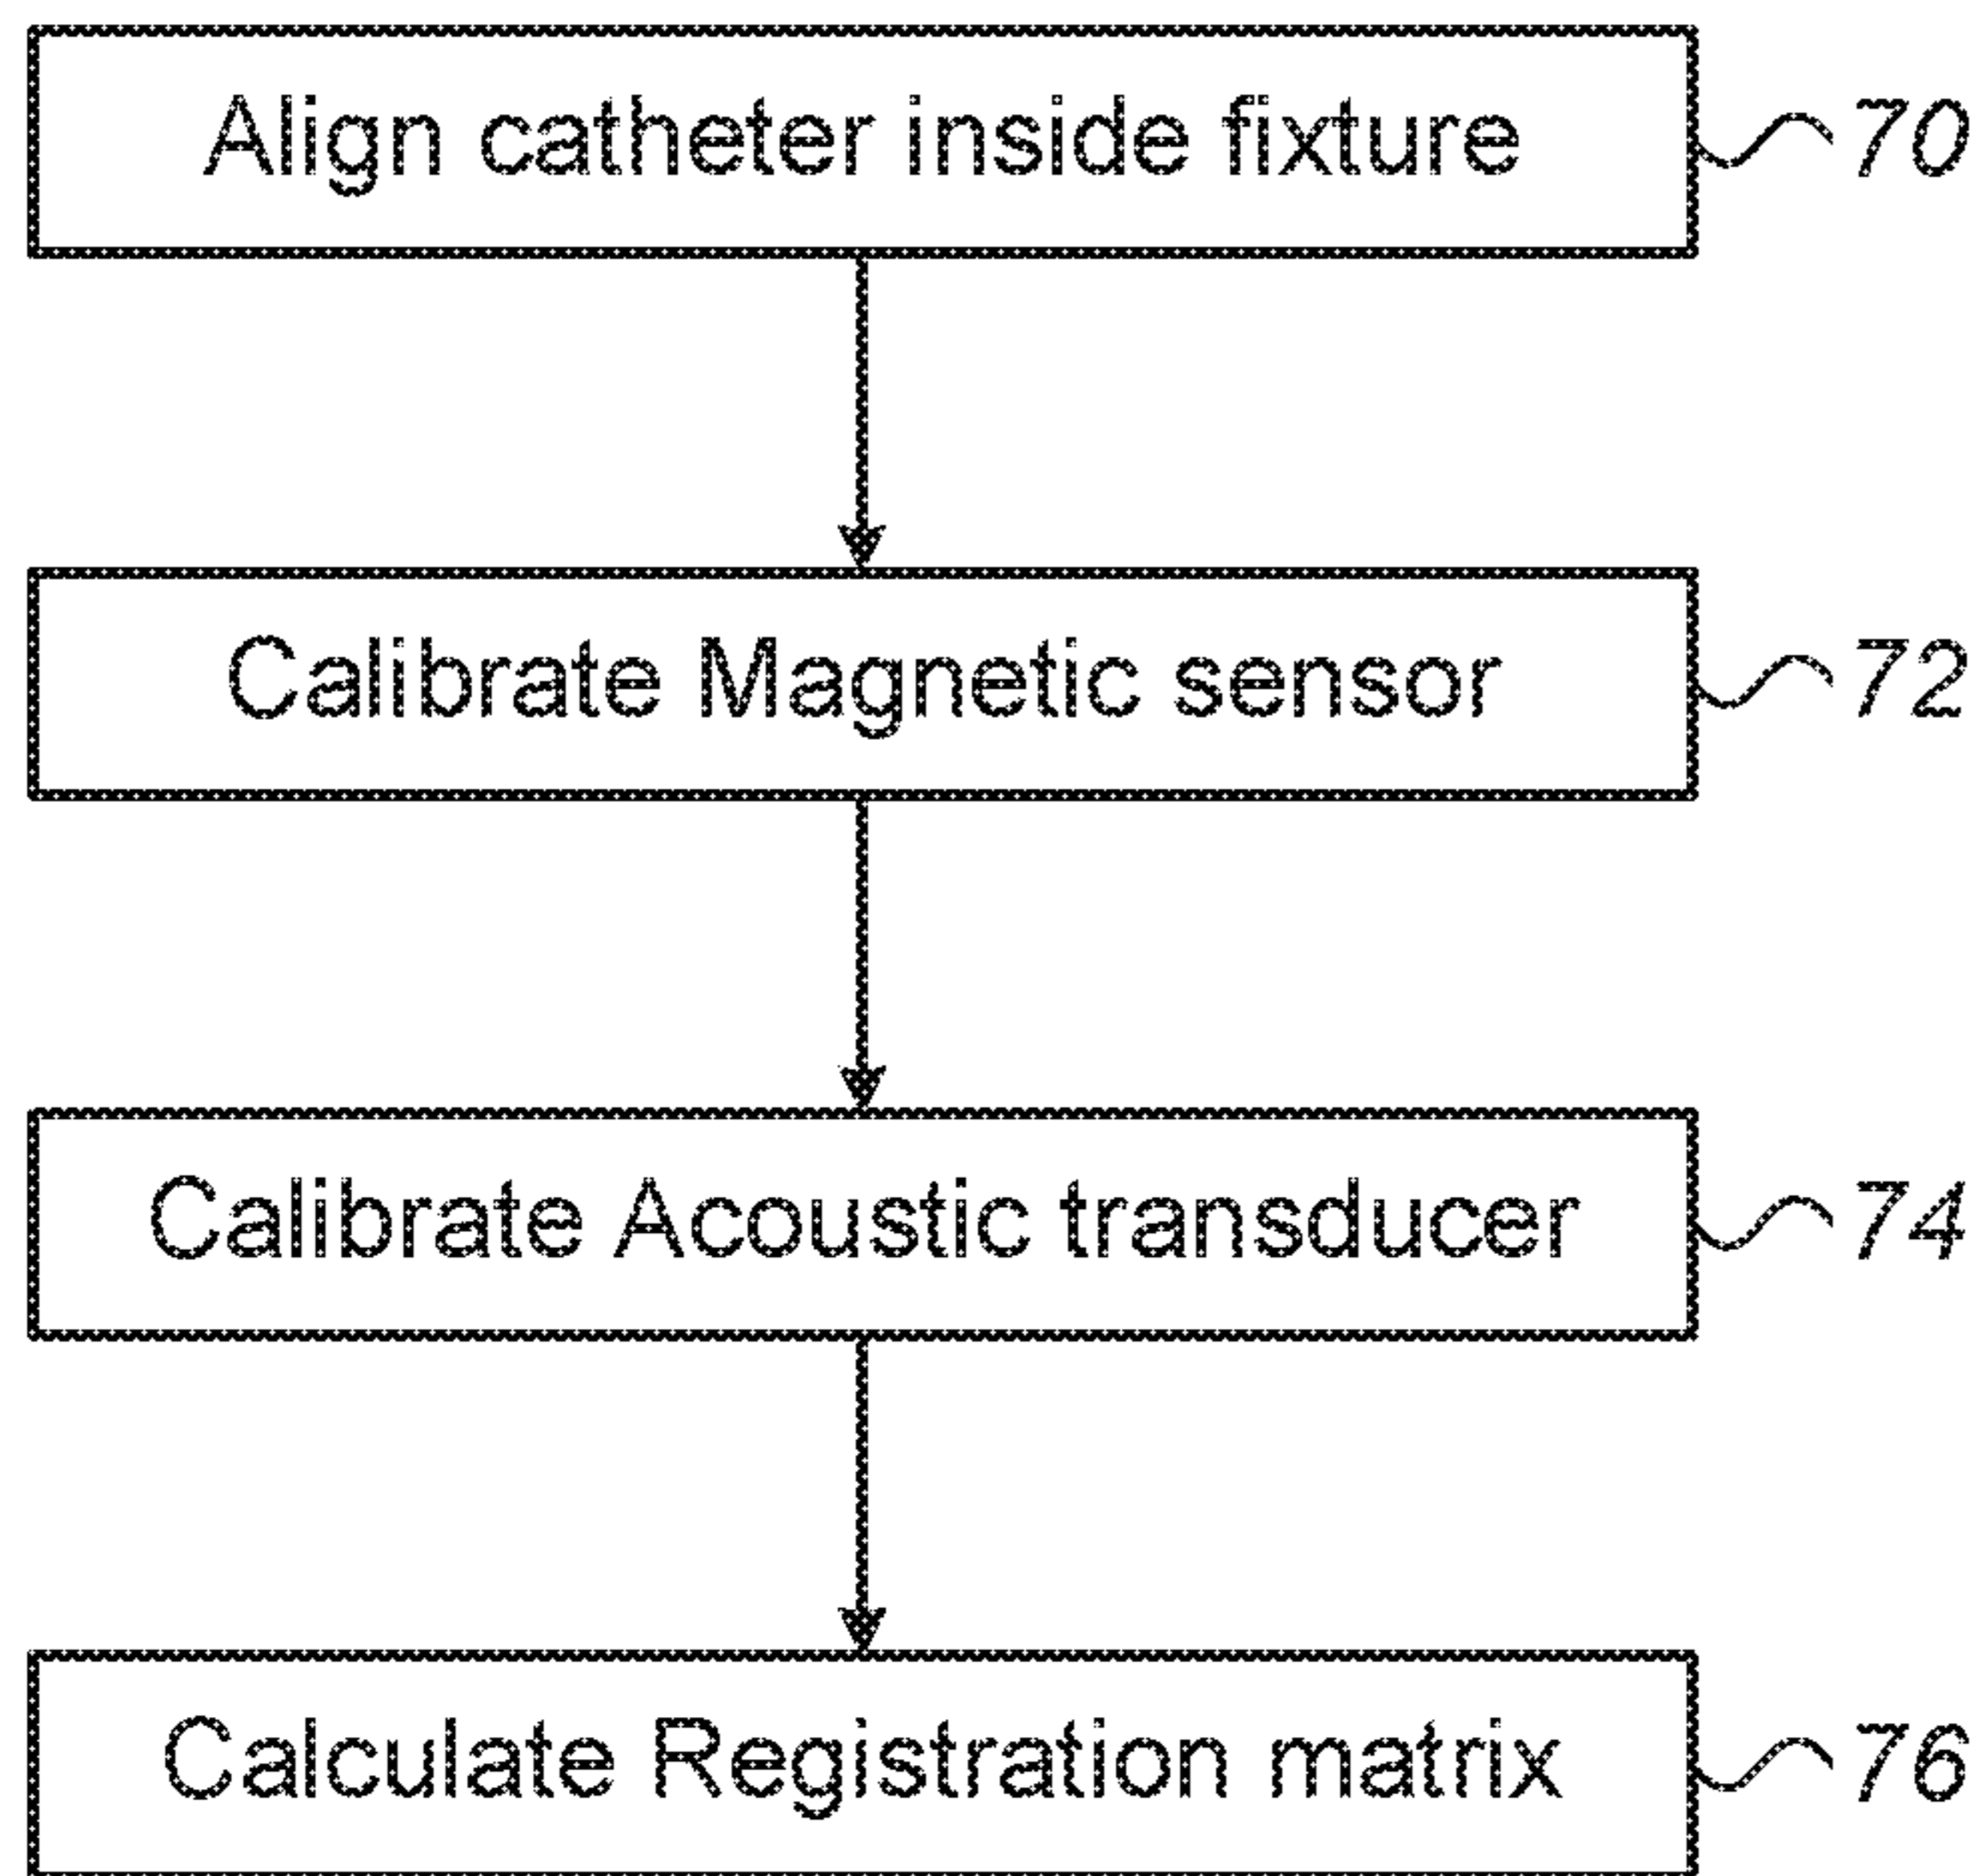 Align catheter inside fixture 70
Calibrate Magnetic sensor 72
Calibrate Acoustic transducer 74
Calculate Registration matrix 76